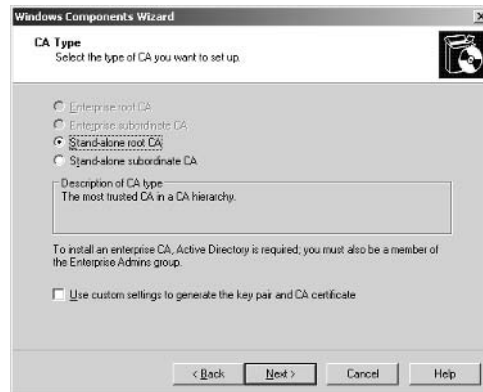 Windows Components Wizard
CA Type
Select the type of CA you want to set up.
Enterprise root CA
Enterprise subordinate CA
Stand-alone root CA
Stand-alone subordinate CA
Description of CA type
The most trusted CA in a CA hierarchy.
To install an enterprise CA, Active Directory is required; you must also be a member of
the Enterprise Admins group.
Use custom settings to generate the key pair and CA certificate
< Back Next > Cancel Help